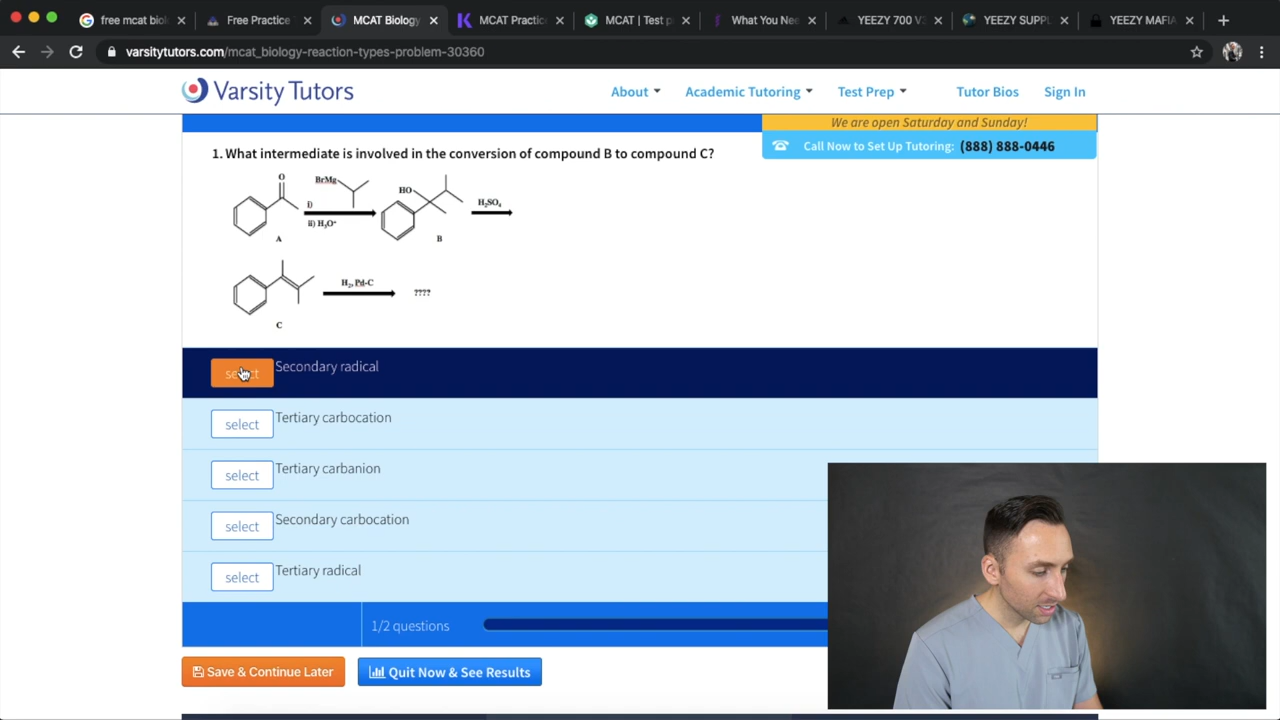 free mcat biol
Free Practice
MCAT Biology
MCAT Practic
MCAT | Test p
What You Nee
YEEZY 700 V3
YEEZY SUPPL
YEEZY MAFIA
varsitytutors.com/mcat_biology-reaction-types-problem-30360
Varsity Tutors
About
Academic Tutoring
Test Prep
Tutor Bios
Sign In
We are open Saturday and Sunday!
Call Now to Set Up Tutoring: (888) 888-0446
1. What intermediate is involved in the conversion of compound B to compound C?
O
BrMg
i)
ii) H₃O⁺
HO
H₂SO₄
A
B
H₂, Pd-C
????
C
select Secondary radical
select Tertiary carbocation
select Tertiary carbanion
select Secondary carbocation
select Tertiary radical
1/2 questions
Save & Continue Later
Quit Now & See Results